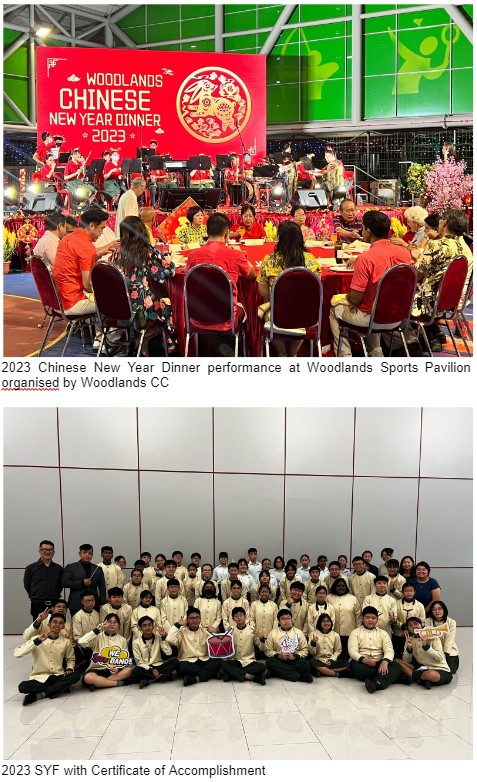 WOODLANDS
CHINESE
NEW YEAR DINNER
2023
2023 Chinese New Year Dinner performance at Woodlands Sports Pavilion
organised by Woodlands CC
WE
BAND
2023 SYF with Certificate of Accomplishment